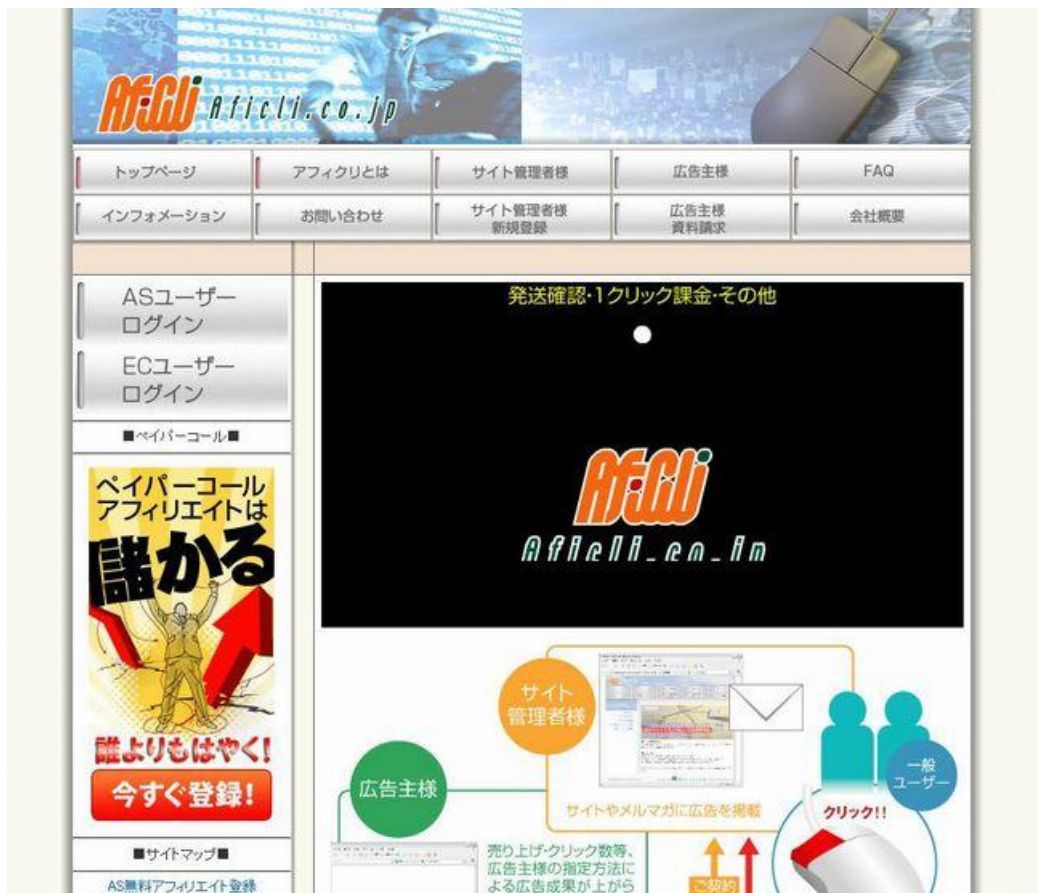 AfiCli Aficli.co.jp
トップページ
アフィクリとは
サイト管理者様
広告主様
FAQ
インフォメーション
お問い合わせ
サイト管理者様
新規登録
広告主様
資料請求
会社概要
ASユーザー
ログイン
ECユーザー
ログイン
■ペイパーコール■
ペイパーコール
アフィリエイトは
儲かる
誰よりもはやく!
今すぐ登録!
■サイトマップ■
AS無料アフィリエイト登録
発送確認・1クリック課金・その他
AfiCli
Aficli.co.jp
サイト
管理者様
サイトやメルマガに広告を掲載
一般
ユーザー
クリック!!
広告主様
売り上げ・クリック数等、
広告主様の指定方法に
よる広告成果が上がら
ご契約